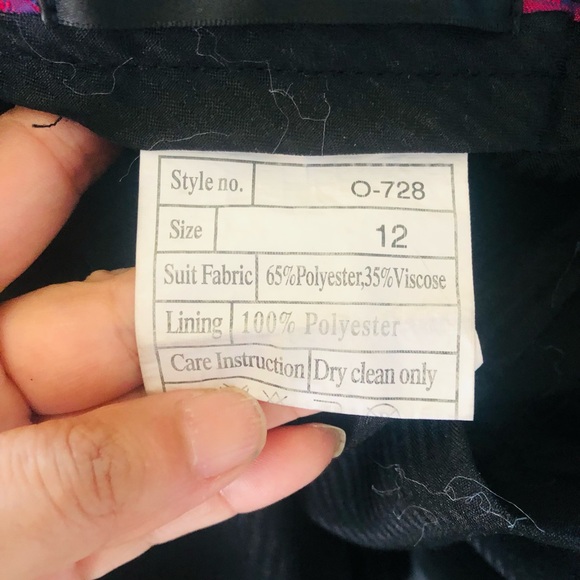 Style no. O-728
Size 12
Suit Fabric 65%Polyester,35%Viscose
Lining 100% Polyester
Care Instruction Dry clean only